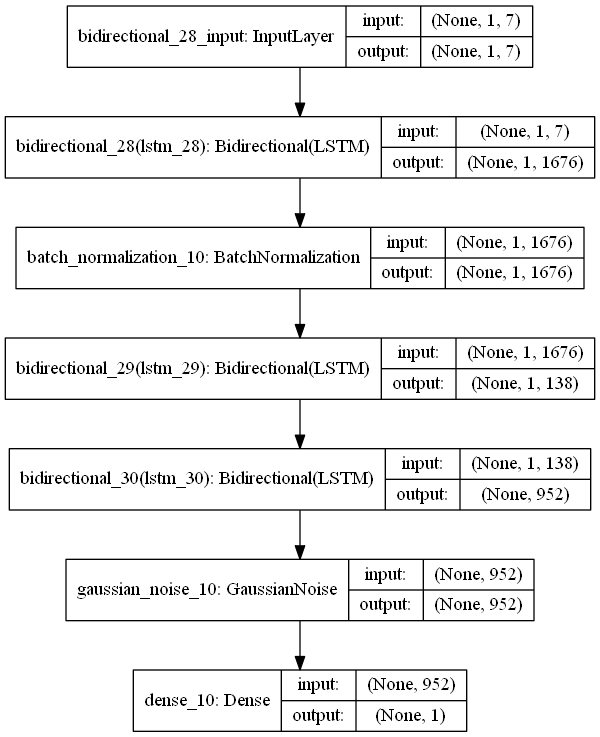 bidirectional_28_input: InputLayer input: (None, 1, 7)
output: (None, 1, 7)
bidirectional_28(lstm_28): Bidirectional(LSTM) input: (None, 1, 7)
output: (None, 1, 1676)
batch_normalization_10: BatchNormalization input: (None, 1, 1676)
output: (None, 1, 1676)
bidirectional_29(lstm_29): Bidirectional(LSTM) input: (None, 1, 1676)
output: (None, 1, 138)
bidirectional_30(lstm_30): Bidirectional(LSTM) input: (None, 1, 138)
output: (None, 952)
gaussian_noise_10: GaussianNoise input: (None, 952)
output: (None, 952)
dense_10: Dense input: (None, 952)
output: (None, 1)